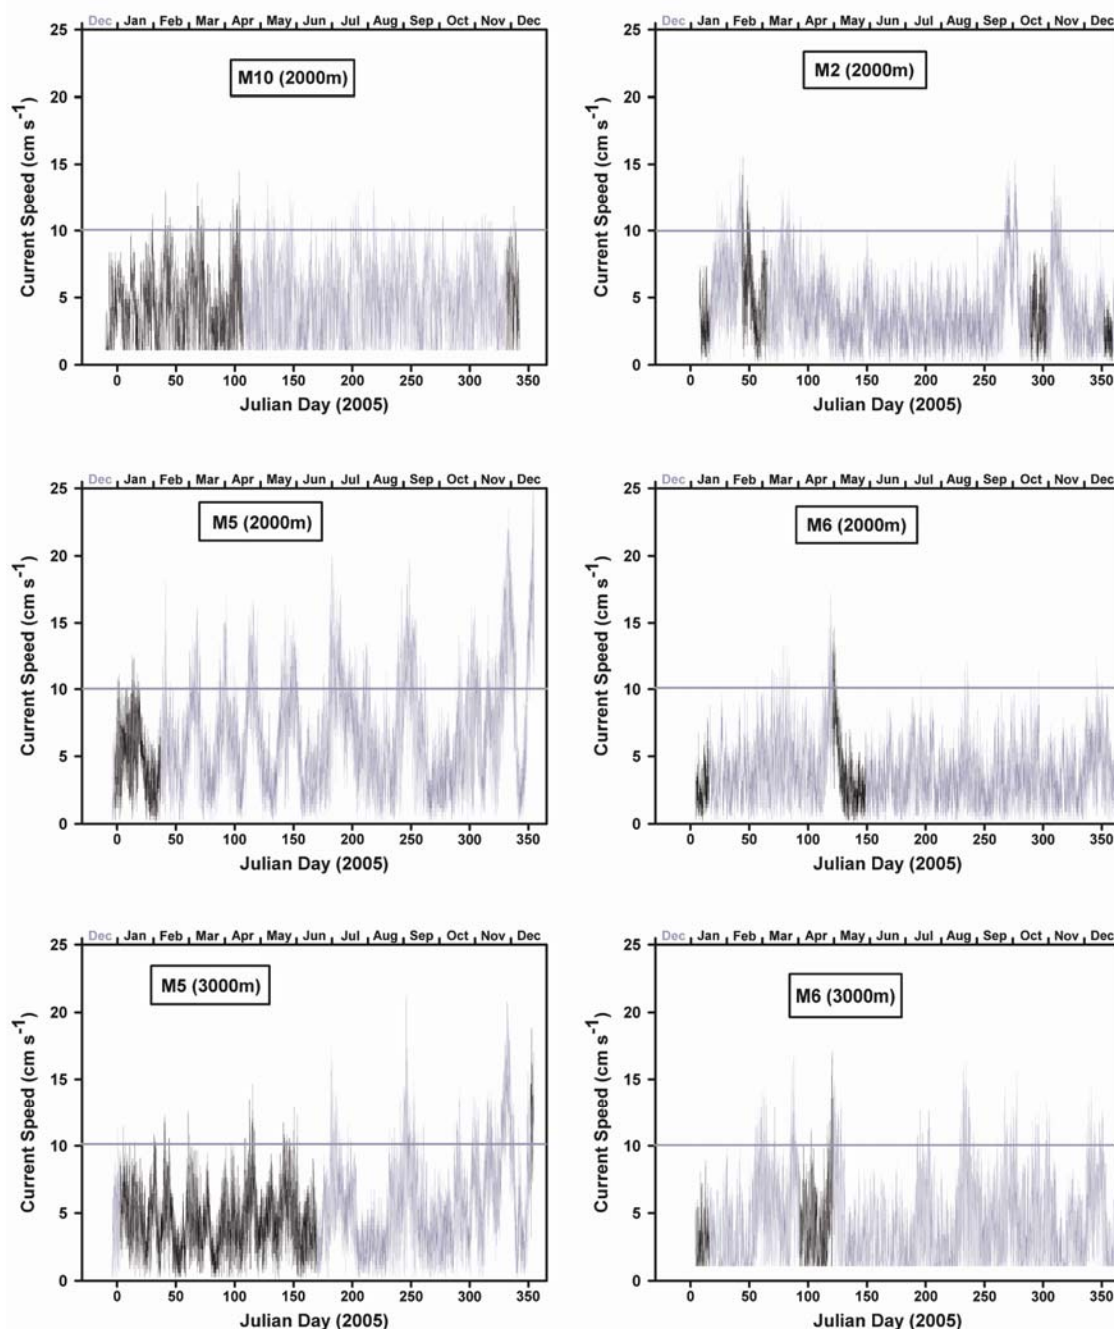 Dec Jan Feb Mar Apr May Jun Jul Aug Sep Oct Nov Dec
25
20
15
10
5
0
Current Speed (cm s-1)
M10 (2000m)
0 50 100 150 200 250 300 350
Julian Day (2005)
Dec Jan Feb Mar Apr May Jun Jul Aug Sep Oct Nov Dec
25
20
15
10
5
0
Current Speed (cm s-1)
M2 (2000m)
0 50 100 150 200 250 300 350
Julian Day (2005)
Dec Jan Feb Mar Apr May Jun Jul Aug Sep Oct Nov Dec
25
20
15
10
5
0
Current Speed (cm s-1)
M5 (2000m)
0 50 100 150 200 250 300 350
Julian Day (2005)
Dec Jan Feb Mar Apr May Jun Jul Aug Sep Oct Nov Dec
25
20
15
10
5
0
Current Speed (cm s-1)
M6 (2000m)
0 50 100 150 200 250 300 350
Julian Day (2005)
Dec Jan Feb Mar Apr May Jun Jul Aug Sep Oct Nov Dec
25
20
15
10
5
0
Current Speed (cm s-1)
M5 (3000m)
0 50 100 150 200 250 300 350
Julian Day (2005)
Dec Jan Feb Mar Apr May Jun Jul Aug Sep Oct Nov Dec
25
20
15
10
5
0
Current Speed (cm s-1)
M6 (3000m)
0 50 100 150 200 250 300 350
Julian Day (2005)